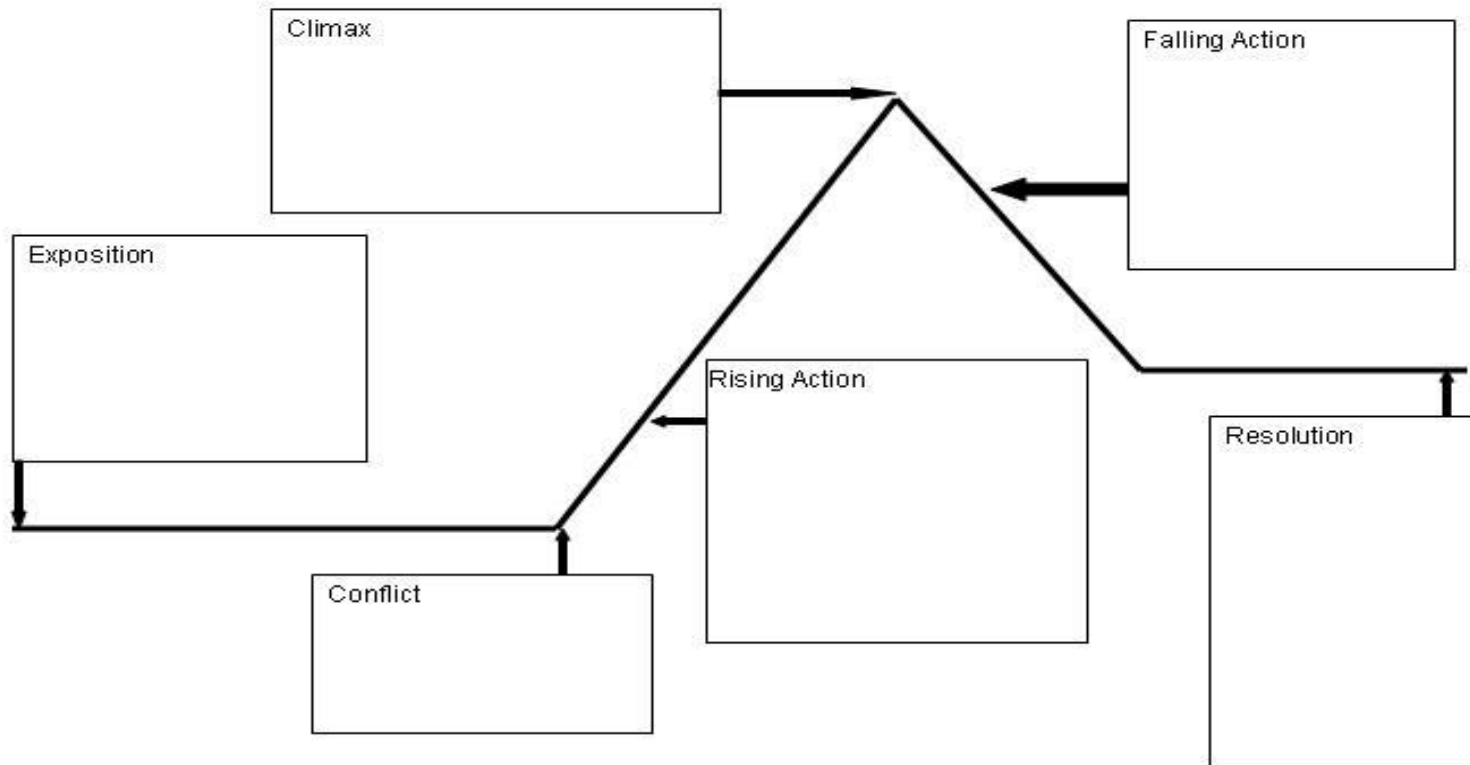 Climax
Falling Action
Exposition
Rising Action
Resolution
Conflict